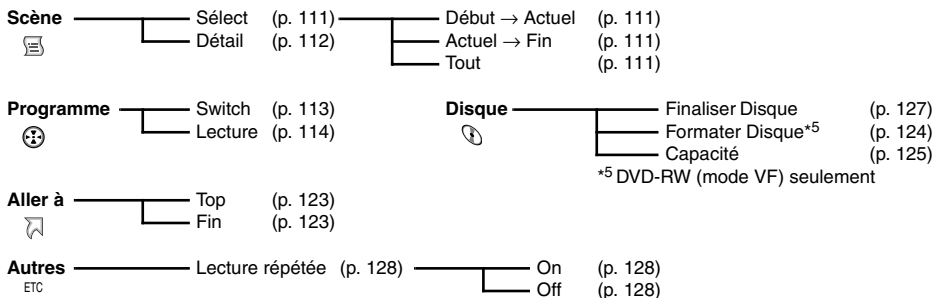 Scène Sélect (p. 111) Début → Actuel (p. 111)
Détail (p. 112) Actuel → Fin (p. 111)
Tout (p. 111)
Programme Switch (p. 113) Disque Finaliser Disque (p. 127)
Lecture (p. 114) Formater Disque*5 (p. 124)
Capacité (p. 125)
*5 DVD-RW (mode VF) seulement
Aller à Top (p. 123)
Fin (p. 123)
Autres Lecture répétée (p. 128) On (p. 128)
ETC Off (p. 128)